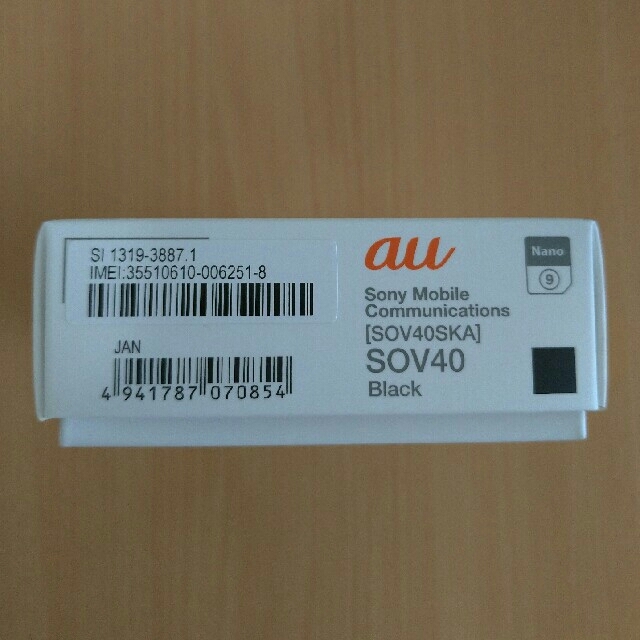 SI 1319-3887.1
IMEI:35510610-006251-8
JAN
4 941787 070854
au
Sony Mobile
Communications
[SOV40SKA]
SOV40
Black
Nano
9